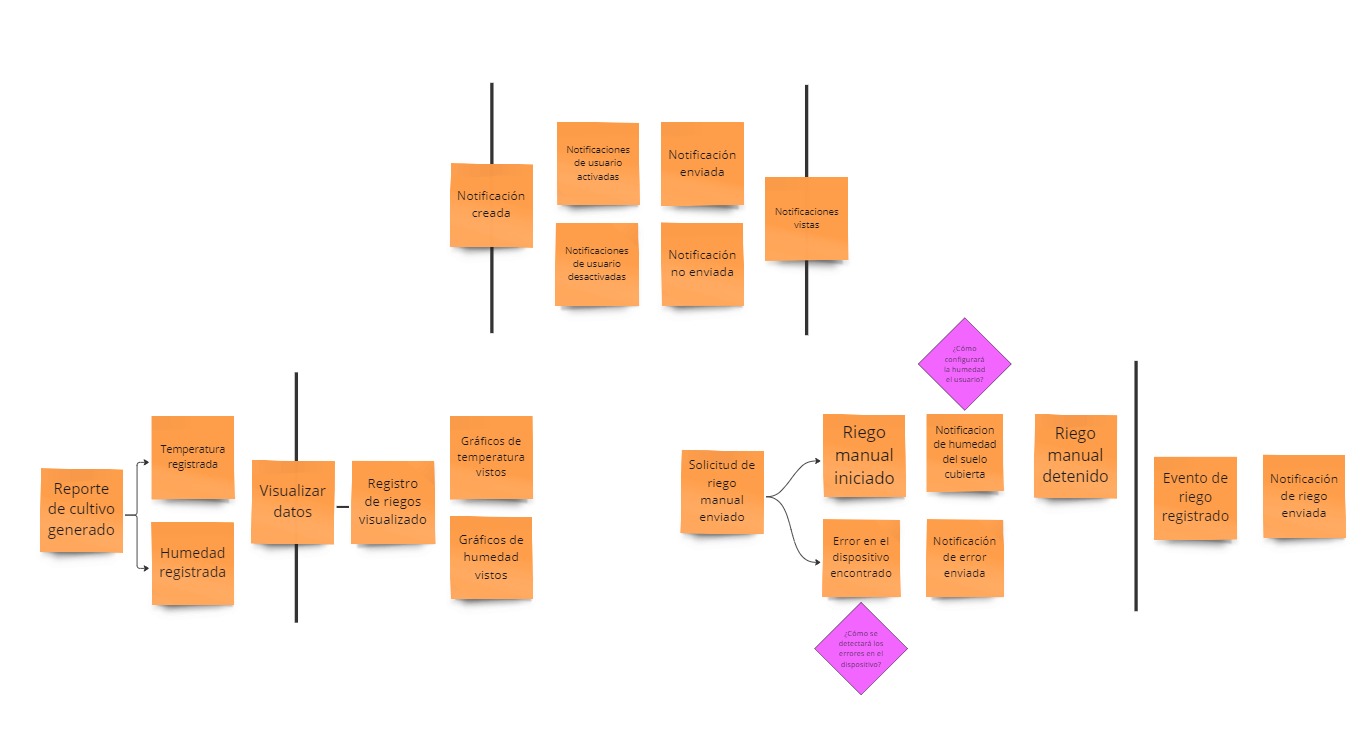 Notificación
creada
Notificaciones
de usuario
activadas
Notificación
enviada
Notificaciones
de usuario
desactivadas
Notificación
no enviada
Notificaciones
vistas
Reporte
de cultivo
generado
Temperatura
registrada
Humedad
registrada
Visualizar
datos
Registro
de riegos
visualizado
Gráficos de
temperatura
vistos
Gráficos de
humedad
vistos
Solicitud de
riego
manual
enviado
Riego
manual
iniciado
¿Cómo
configurará
la humedad
el usuario?
Notificacion
de humedad
del suelo
cubierta
Riego
manual
detenido
Error en el
dispositivo
encontrado
Notificación
de error
enviada
¿Cómo se
detectará los
errores en el
dispositivo?
Evento de
riego
registrado
Notificación
de riego
enviada